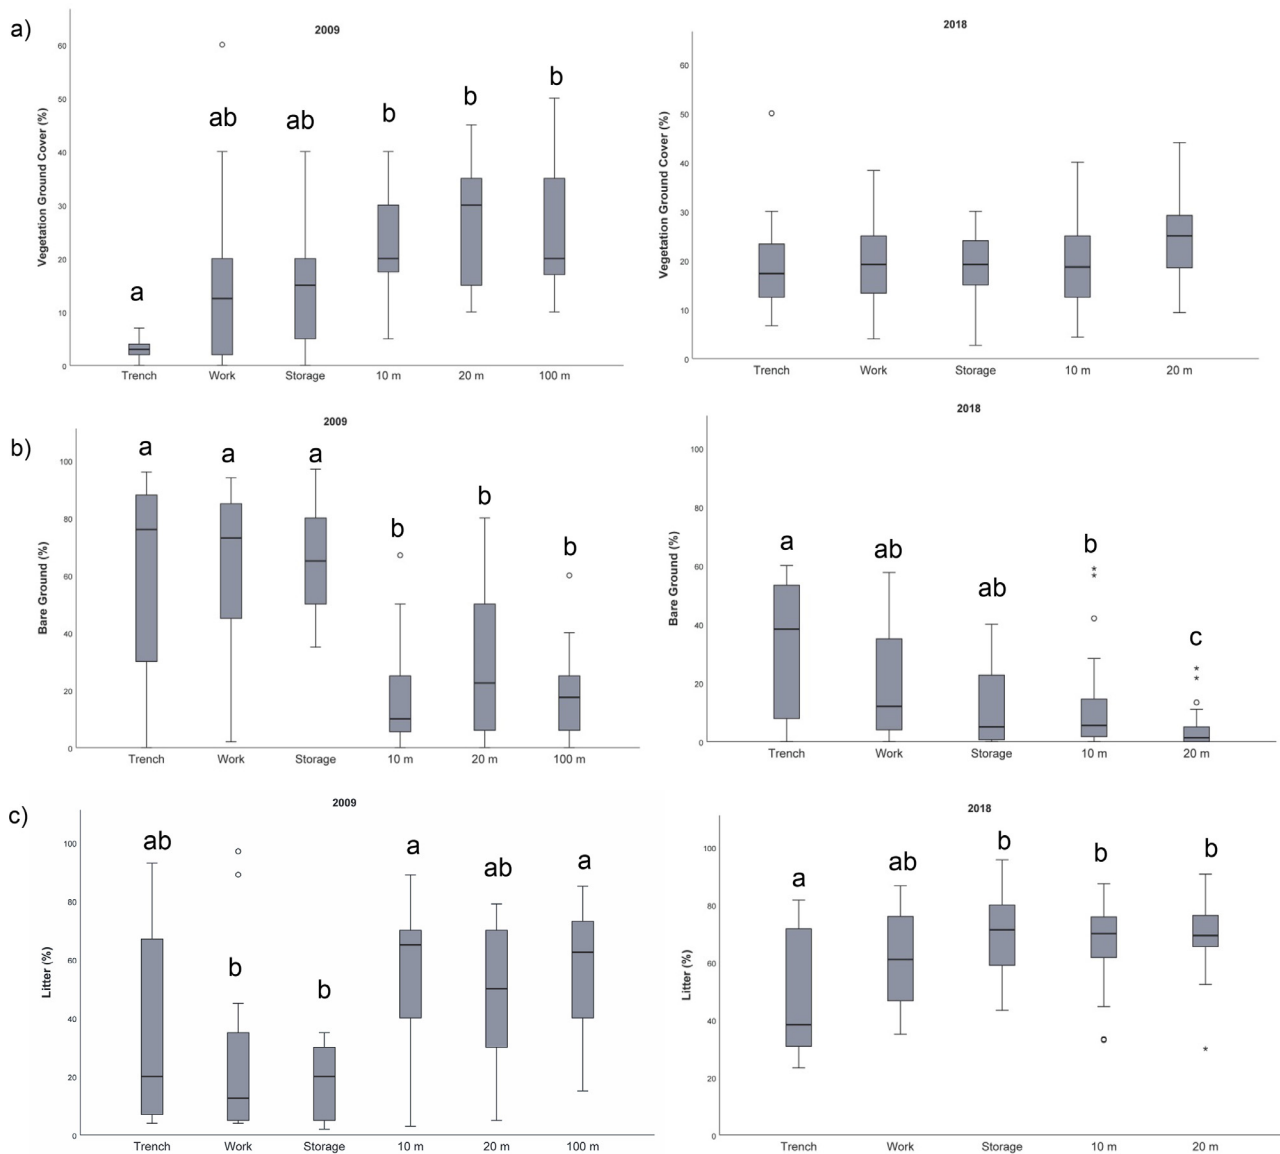 a)
2009
Vegetation Ground Cover (%)
60
50
40
30
20
10
0
a
ab
ab
b
b
b
Trench Work Storage 10 m 20 m 100 m
2018
Vegetation Ground Cover (%)
60
50
40
30
20
10
0
Trench Work Storage 10 m 20 m
b)
2009
Bare Ground (%)
100
80
60
40
20
0
a
a
a
b
b
b
Trench Work Storage 10 m 20 m 100 m
2018
Bare Ground (%)
100
80
60
40
20
0
a
ab
ab
b
c
Trench Work Storage 10 m 20 m
c)
2009
Litter (%)
100
80
60
40
20
0
ab
b
b
a
ab
a
Trench Work Storage 10 m 20 m 100 m
2018
Litter (%)
100
80
60
40
20
0
a
ab
b
b
b
Trench Work Storage 10 m 20 m